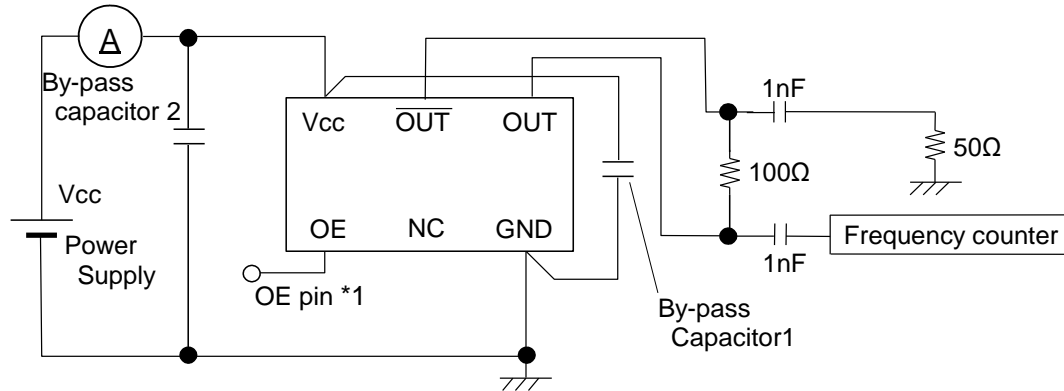 A
By-pass
capacitor 2
Vcc
Power
Supply
Vcc OUT OUT
OE NC GND
OE pin *1
By-pass
Capacitor1
1nF
100Ω
50Ω
1nF
Frequency counter